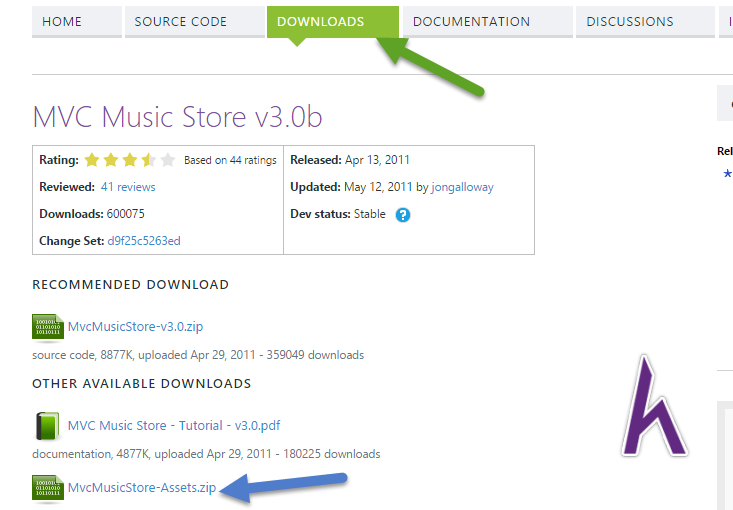 HOME SOURCE CODE DOWNLOADS DOCUMENTATION DISCUSSIONS
MVC Music Store v3.0b
Rating: Based on 44 ratings
Reviewed: 41 reviews
Downloads: 600075
Change Set: d9f25c5263ed
Released: Apr 13, 2011
Updated: May 12, 2011 by jongalloway
Dev status: Stable ?
Rel
RECOMMENDED DOWNLOAD
MvcMusicStore-v3.0.zip
source code, 8877K, uploaded Apr 29, 2011 - 359049 downloads
OTHER AVAILABLE DOWNLOADS
MVC Music Store - Tutorial - v3.0.pdf
documentation, 4877K, uploaded Apr 29, 2011 - 180225 downloads
MvcMusicStore-Assets.zip